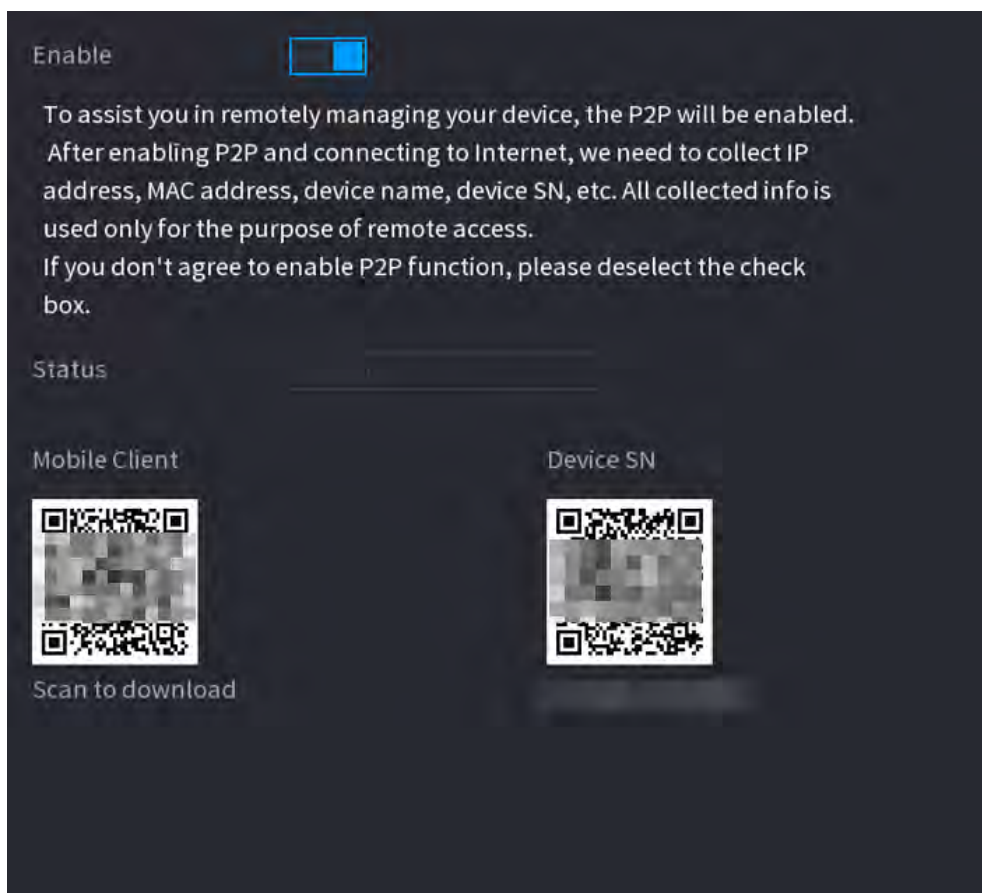 Enable
To assist you in remotely managing your device, the P2P will be enabled.
After enabling P2P and connecting to Internet, we need to collect IP
address, MAC address, device name, device SN, etc. All collected info is
used only for the purpose of remote access.
If you don't agree to enable P2P function, please deselect the check
box.
Status
Mobile Client
Device SN
Scan to download